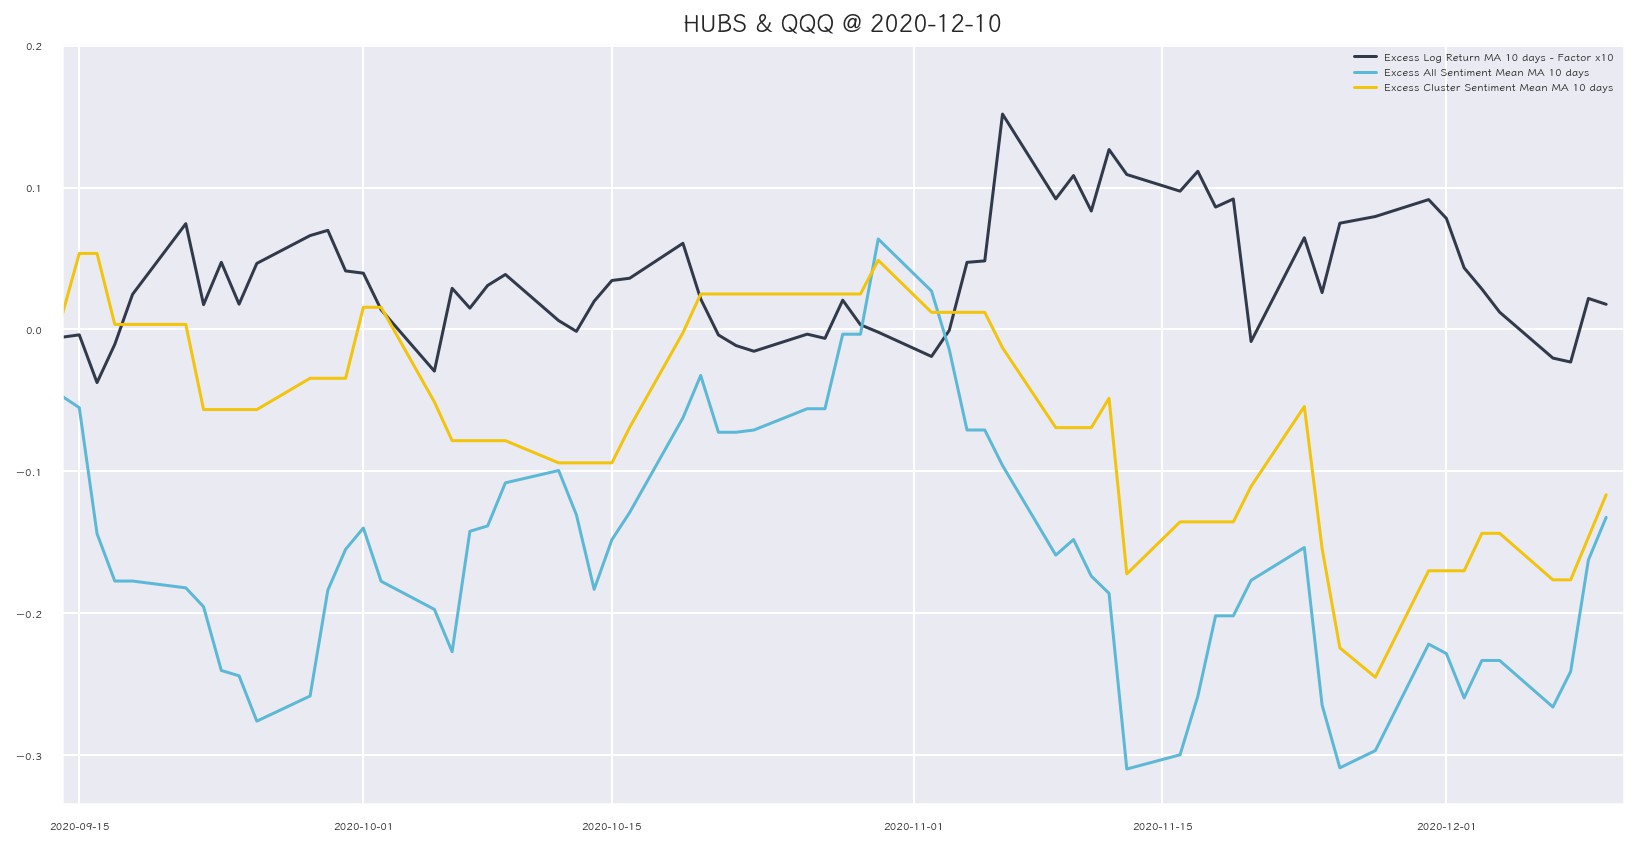 HUBS & QQQ @ 2020-12-10
Excess Log Return MA 10 days - Factor x10
Excess All Sentiment Mean MA 10 days
Excess Cluster Sentiment Mean MA 10 days
0.2
0.1
0.0
−0.1
−0.2
−0.3
2020-09-15 2020-10-01 2020-10-15 2020-11-01 2020-11-15 2020-12-01